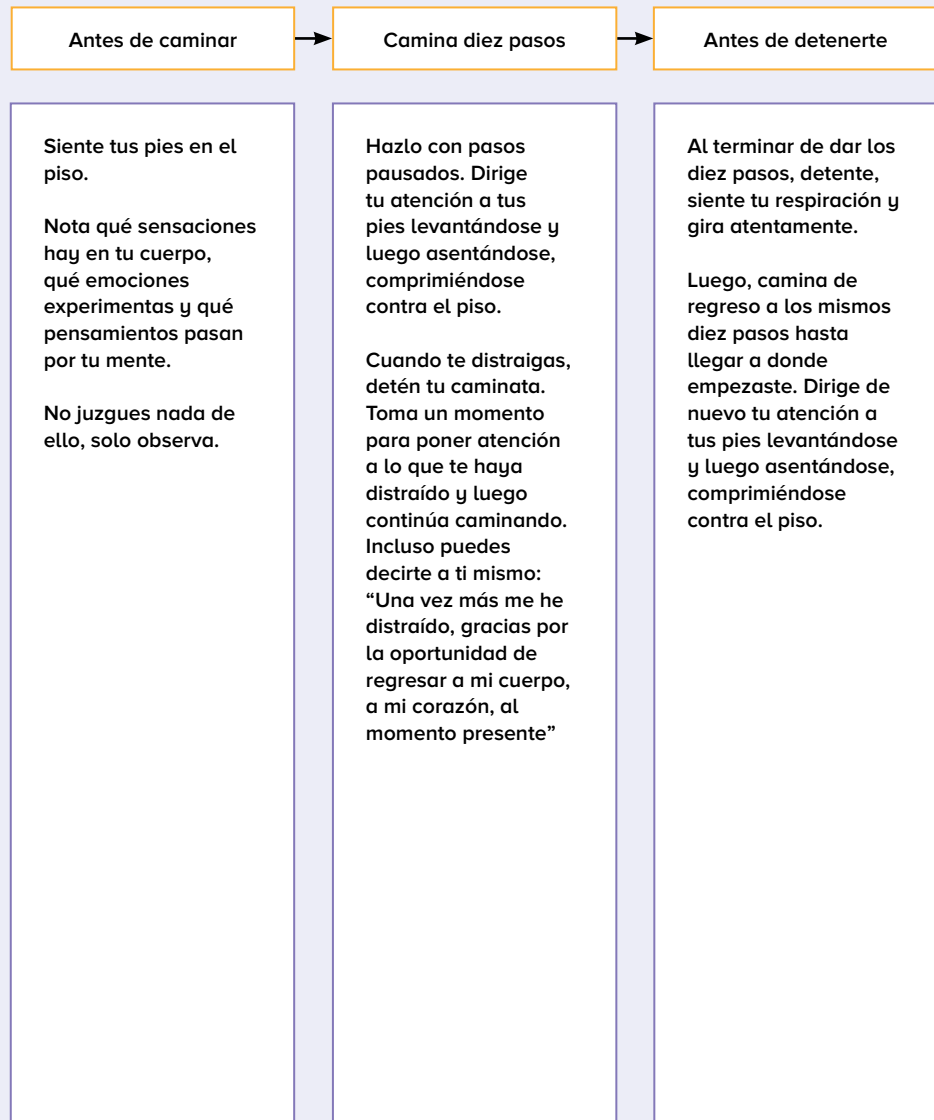 Antes de caminar
Camina diez pasos
Antes de detenerte
Siente tus pies en el
piso.
Nota qué sensaciones
hay en tu cuerpo,
qué emociones
experimentas y qué
pensamientos pasan
por tu mente.
No juzgues nada de
ello, solo observa.
Hazlo con pasos
pausados. Dirige
tu atención a tus
pies levantándose y
luego asentándose,
comprimiéndose
contra el piso.
Cuando te distraigas,
detén tu caminata.
Toma un momento
para poner atención
a lo que te haya
distraído y luego
continúa caminando.
Incluso puedes
decirte a ti mismo:
“Una vez más me he
distraído, gracias por
la oportunidad de
regresar a mi cuerpo,
a mi corazón, al
momento presente”
Al terminar de dar los
diez pasos, detente,
siente tu respiración y
gira atentamente.
Luego, camina de
regreso a los mismos
diez pasos hasta
llegar a donde
empezaste. Dirige de
nuevo tu atención a
tus pies levantándose
y luego asentándose,
comprimiéndose
contra el piso.